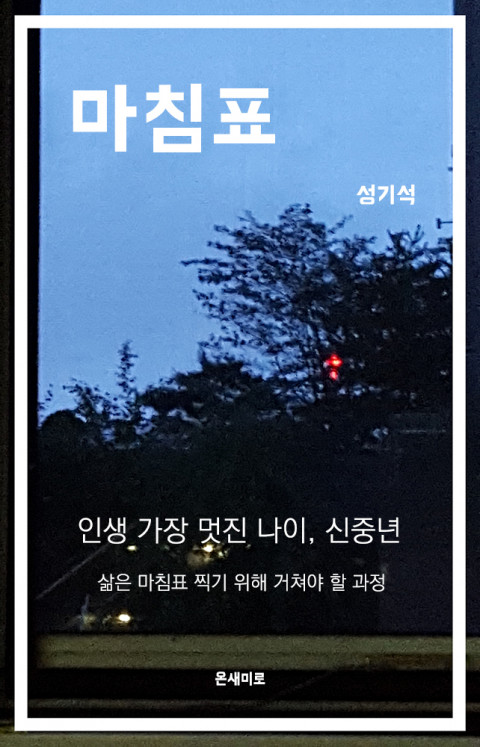 마침표
성기석
인생 가장 멋진 나이, 신중년
삶은 마침표 찍기 위해 거쳐야 할 과정
온새미로